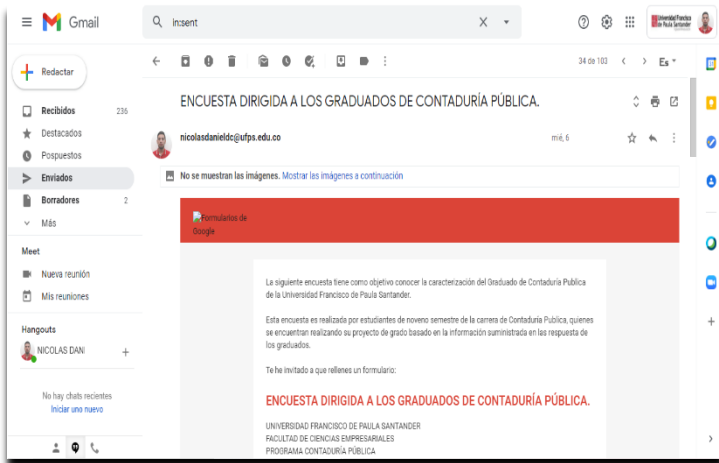 Gmail
in:sent
Universidad Francisco
de Paula Santander
Redactar
34 de 103
Es
Recibidos 236
Destacados
Pospuestos
Enviados
Borradores 2
Más
Meet
Nueva reunión
Mis reuniones
Hangouts
NICOLAS DANI
No hay chats recientes
Iniciar uno nuevo
ENCUESTA DIRIGIDA A LOS GRADUADOS DE CONTADURÍA PÚBLICA.
nicolasdanieldc@ufps.edu.co
mié, 6
No se muestran las imágenes. Mostrar las imágenes a continuación
Formularios de
Google
La siguiente encuesta tiene como objetivo conocer la caracterización del Graduado de Contaduría Publica
de la Universidad Francisco de Paula Santander.
Esta encuesta es realizada por estudiantes de noveno semestre de la carrera de Contaduría Publica, quienes
se encuentran realizando su proyecto de grado basado en la información suministrada en las respuesta de
los graduados.
Te he invitado a que rellenes un formulario:
ENCUESTA DIRIGIDA A LOS GRADUADOS DE CONTADURÍA PÚBLICA.
UNIVERSIDAD FRANCISCO DE PAULA SANTANDER
FACULTAD DE CIENCIAS EMPRESARIALES
PROGRAMA CONTADURÍA PÚBLICA